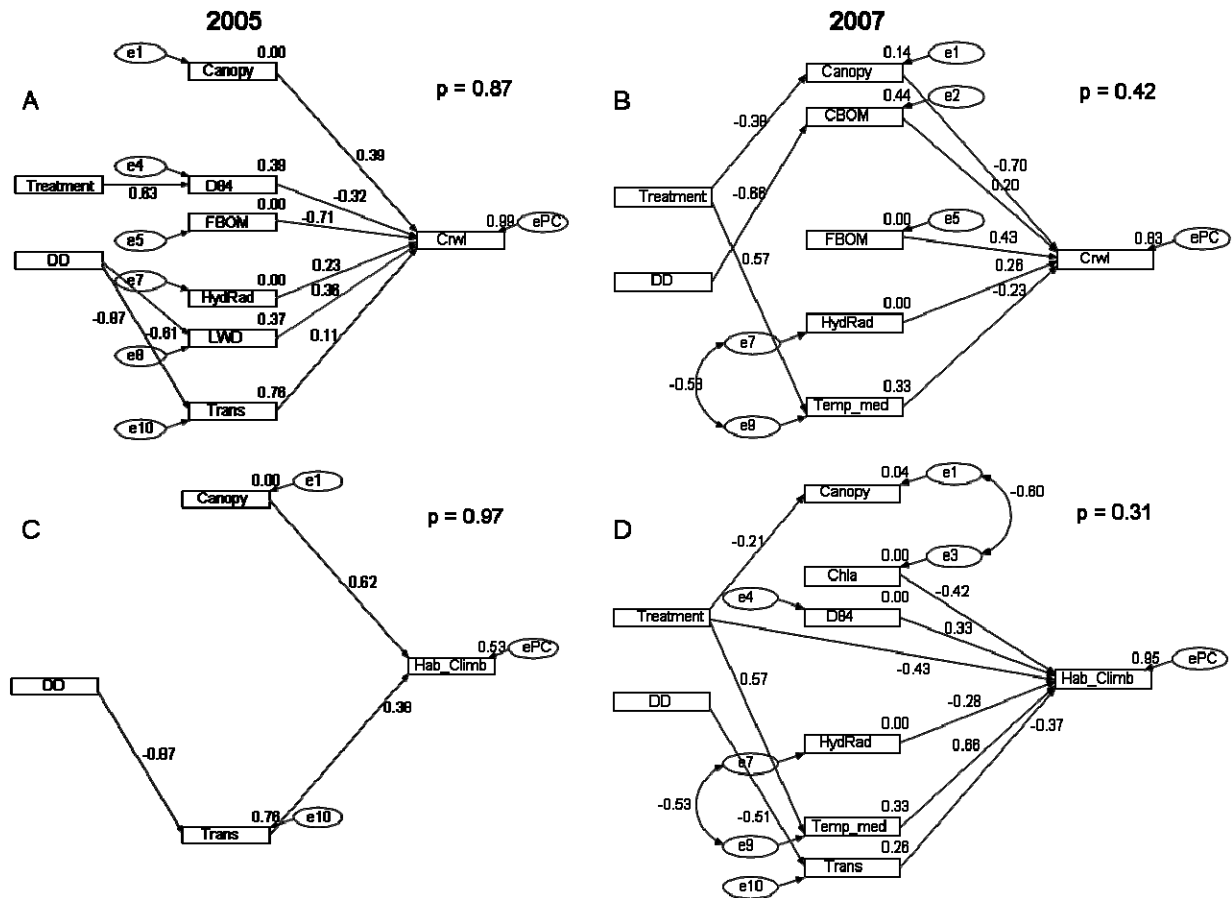 2005
2007
A
p = 0.87
e1
0.00
Canopy
0.39
e4
0.39
Treatment
0.63
D84
-0.32
0.00
e5
FBOM
-0.71
DD
e7
0.00
HydRad
0.23
0.37
e8
LWD
0.36
-0.87
-0.61
0.76
e10
Trans
0.11
0.99
ePC
Crwl
B
p = 0.42
0.14
e1
Canopy
0.44
e2
CBOM
-0.38
-0.70
0.20
Treatment
-0.66
0.57
0.00
e5
FBOM
0.43
DD
0.00
e7
HydRad
0.26
-0.23
-0.53
0.33
e9
Temp_med
0.83
ePC
Crwl
C
p = 0.97
0.00
e1
Canopy
0.62
DD
-0.87
0.76
e10
Trans
0.38
0.53
ePC
Hab_Climb
D
p = 0.31
0.04
e1
Canopy
-0.60
-0.21
0.00
e3
Chla
-0.42
0.00
e4
D84
0.33
Treatment
-0.43
0.57
DD
0.00
e7
HydRad
-0.28
-0.53
-0.51
0.33
e9
Temp_med
0.66
0.26
e10
Trans
-0.37
0.95
ePC
Hab_Climb